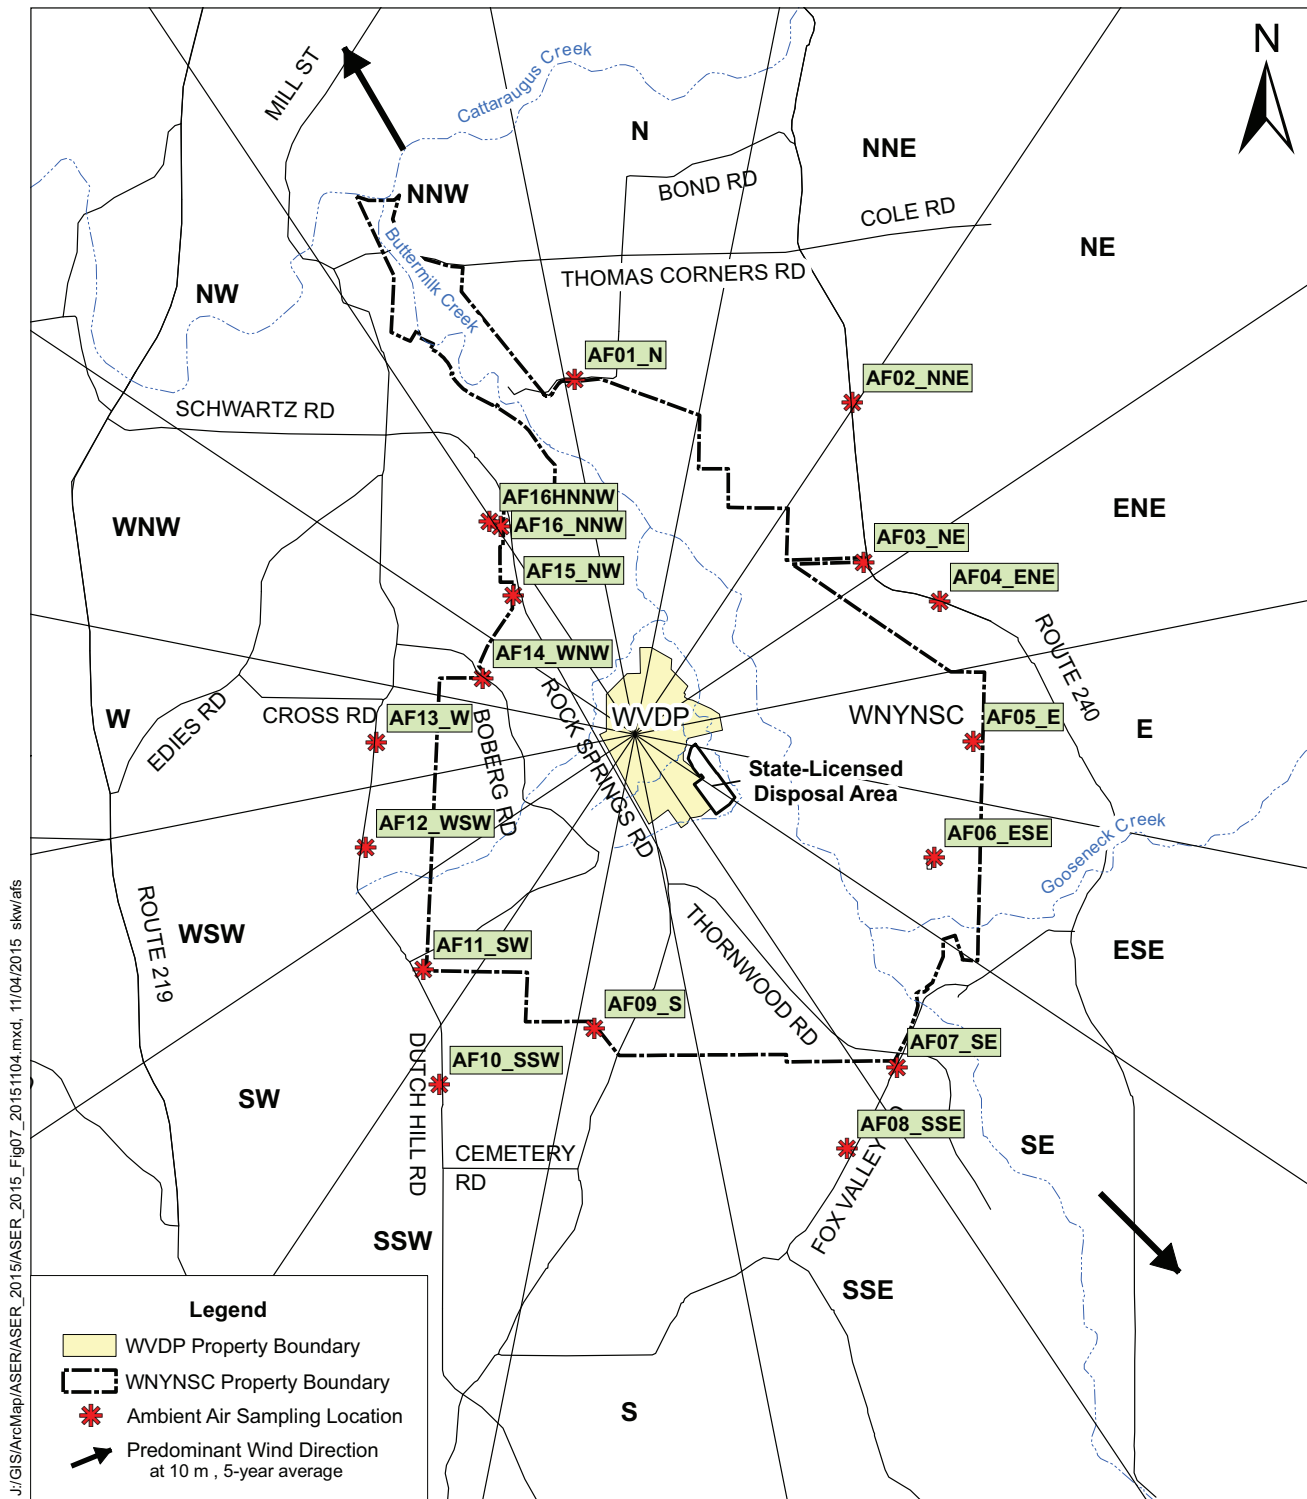 N
MILL ST
Cattaraugus Creek
N
NNE
BOND RD
NNW
COLE RD
Buttermilk Creek
NE
THOMAS CORNERS RD
NW
AF01_N
AF02_NNE
SCHWARTZ RD
AF16HNNW
WNW
AF16_NNW
ENE
AF03_NE
AF15_NW
AF04_ENE
AF14_WNW
ROUTE 240
ROCK SPRINGS RD
EDIES RD
W
CROSS RD
AF13_W
BOBERG RD
WVDP
WNYNSC
AF05_E
E
State-Licensed
Disposal Area
AF12_WSW
AF06_ESE
Gooseneck Creek
ROUTE 219
WSW
AF11_SW
THORNWOOD RD
ESE
AF09_S
AF07_SE
DUTCH HILL RD
AF10_SSW
SW
AF08_SSE
SE
CEMETERY
RD
FOX VALLEY
SSW
SSE
S
Legend
WVDP Property Boundary
WNYNSC Property Boundary
Ambient Air Sampling Location
Predominant Wind Direction
at 10 m , 5-year average
J:/GIS/ArcMap/ASER/ASER_2015/ASER_2015_Fig07_20151104.mxd, 11/04/2015 skw/afs